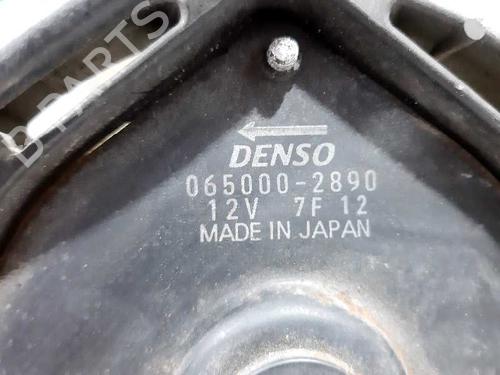 B-PARTS
DENSO
065000-2890
12V 7F 12
MADE IN JAPAN